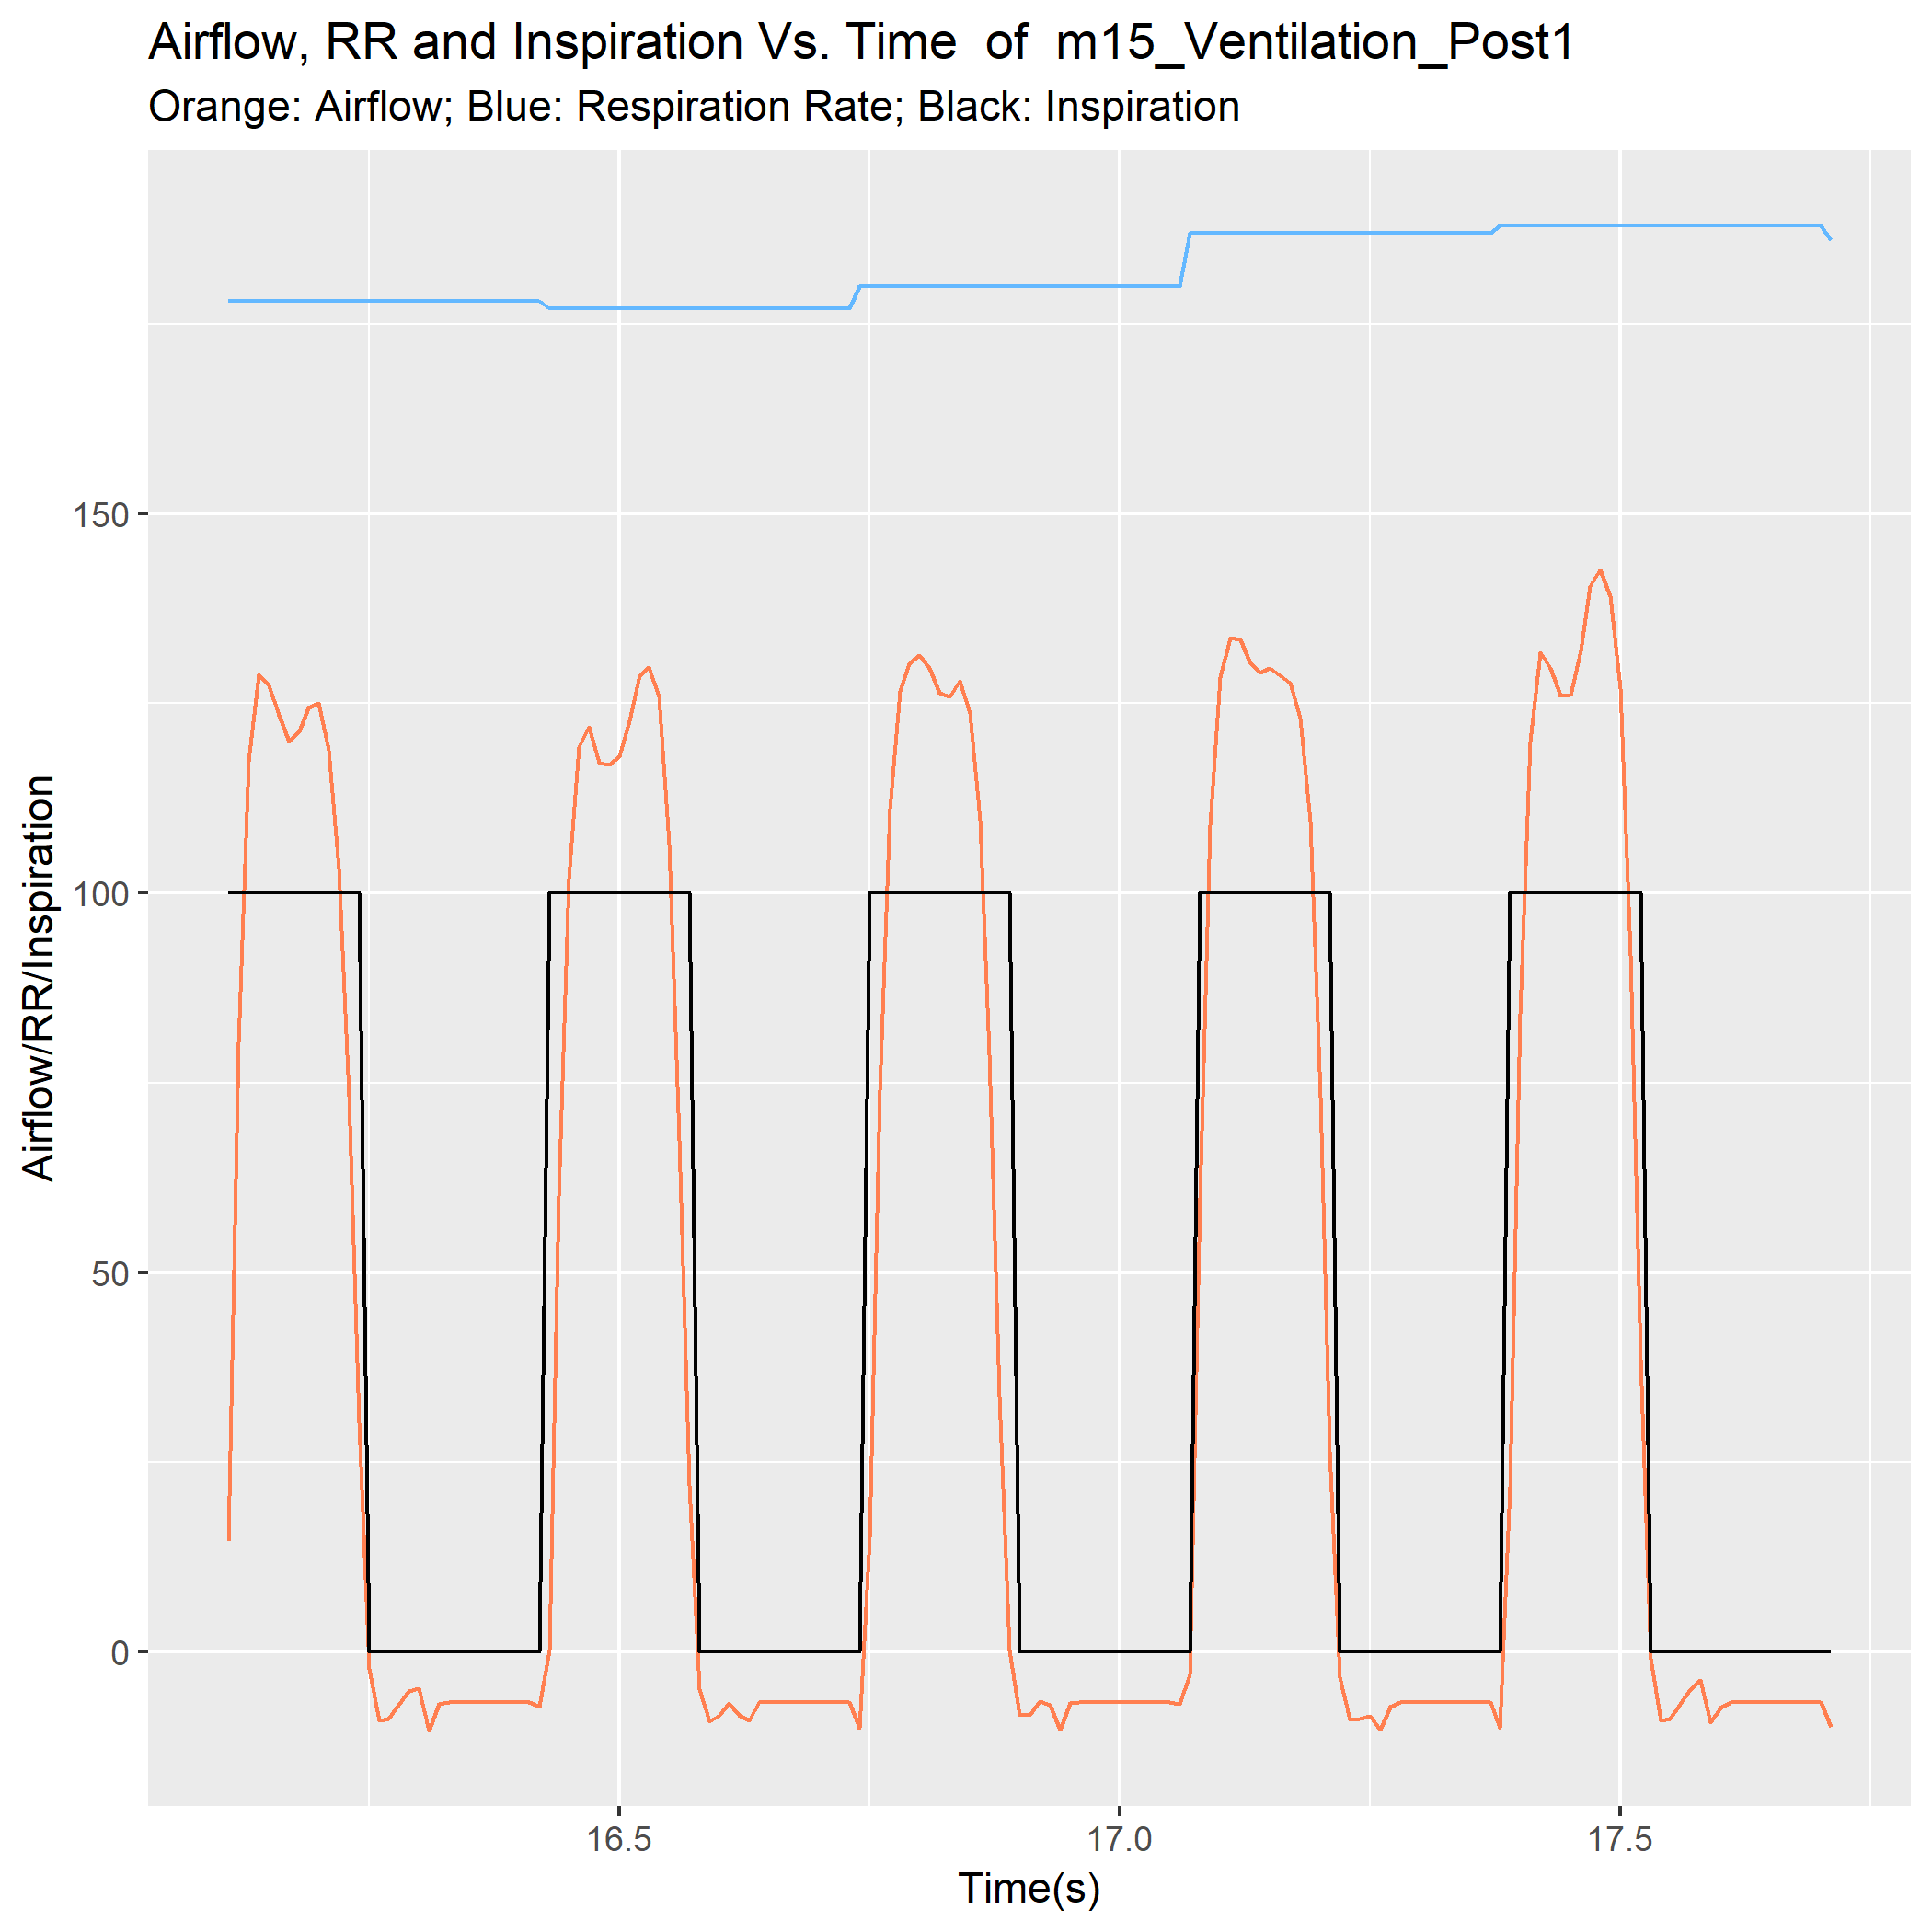 Airflow, RR and Inspiration Vs. Time  of  m15_Ventilation_Post1
Orange: Airflow; Blue: Respiration Rate; Black: Inspiration
Airflow/RR/Inspiration
150
100
50
0
16.5 17.0 17.5
Time(s)